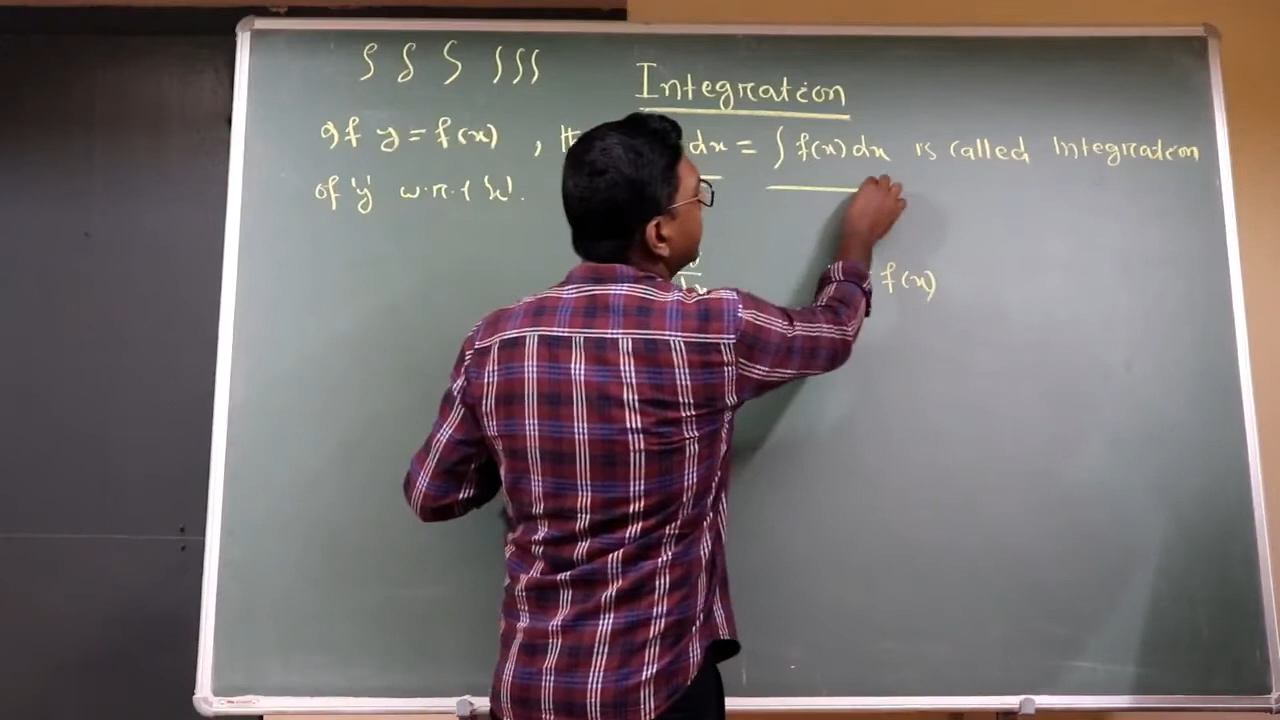 ∫ ∫ ∫ ∫∫∫
Integration
If y = f(x) , dx = ∫ f(x) dx is called Integration
of 'y' w.r.t 'x'.
f(x)